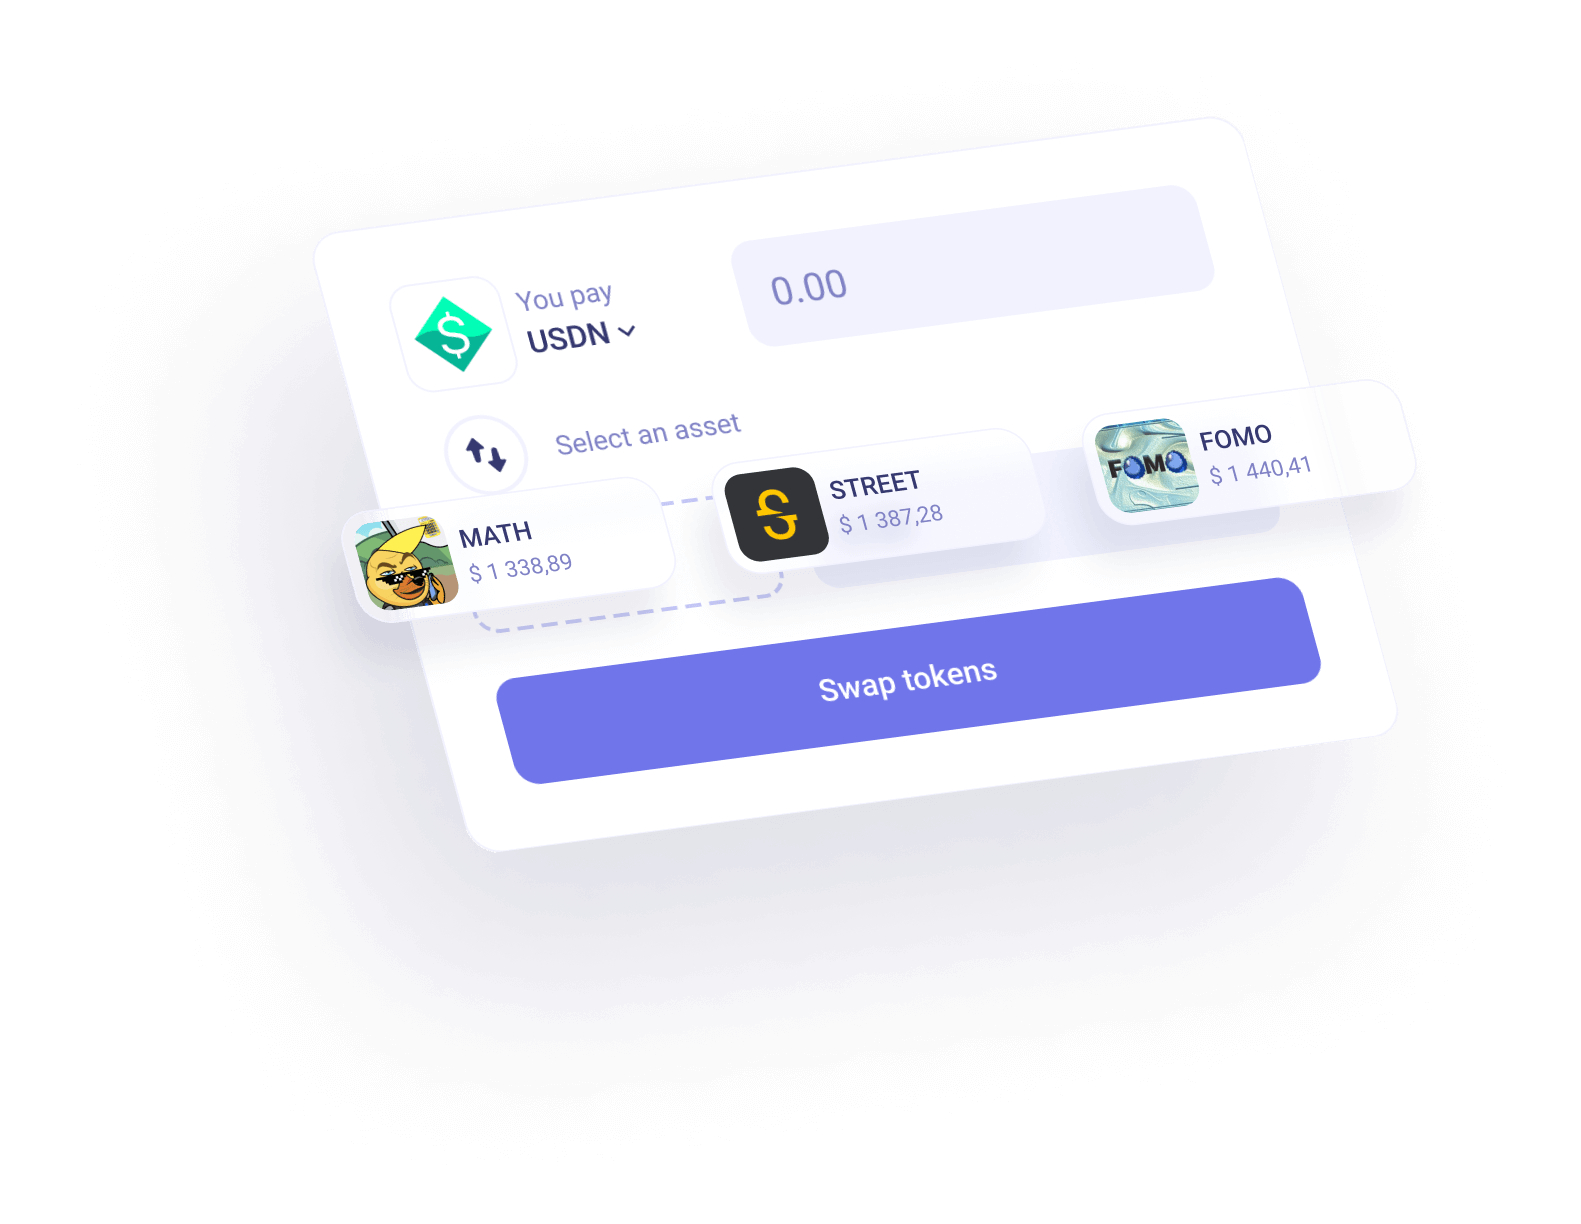 You pay
USDN
0.00
Select an asset
MATH
$ 1 338,89
STREET
$ 1 387,28
FOMO
FOMO
$ 1 440,41
Swap tokens